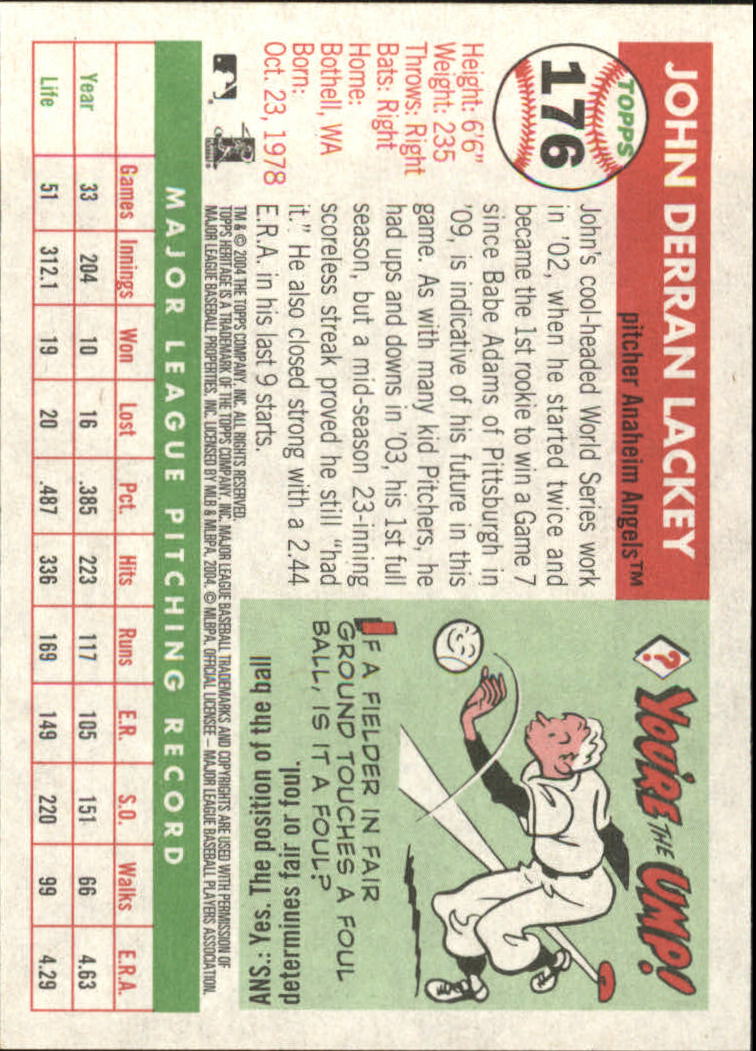 TOPPS
176
JOHN DERRAN LACKEY
pitcher Anaheim Angels™
Height: 6'6"
Weight: 235
Throws: Right
Bats: Right
Home:
Bothell, WA
Born:
Oct. 23, 1978
John's cool-headed World Series work
in '02, when he started twice and
became the 1st rookie to win a Game 7
since Babe Adams of Pittsburgh in
'09, is indicative of his future in this
game. As with many kid Pitchers, he
had ups and downs in '03, his 1st full
season, but a mid-season 23-inning
scoreless streak proved he still "had
it." He also closed strong with a 2.44
E.R.A. in his last 9 starts.
? YOU'RE THE UMP!
IF A FIELDER IN FAIR
GROUND TOUCHES A FOUL
BALL, IS IT A FOUL?
ANS.: Yes. The position of the ball
determines fair or foul.
TM & © 2004 THE TOPPS COMPANY, INC. ALL RIGHTS RESERVED.
TOPPS HERITAGE IS A TRADEMARK OF THE TOPPS COMPANY, INC. MAJOR LEAGUE BASEBALL TRADEMARKS AND COPYRIGHTS ARE USED WITH PERMISSION OF
MAJOR LEAGUE BASEBALL PROPERTIES, INC. LICENSED BY MLB & MLBPA, 2004. © MLBPA, OFFICIAL LICENSEE – MAJOR LEAGUE BASEBALL PLAYERS ASSOCIATION.
MAJOR LEAGUE PITCHING RECORD
Year Games Innings Won Lost Pct. Hits Runs E.R. S.O. Walks E.R.A.
33 204 10 16 .385 223 117 105 151 66 4.63
Life 51 312.1 19 20 .487 336 169 149 220 99 4.29